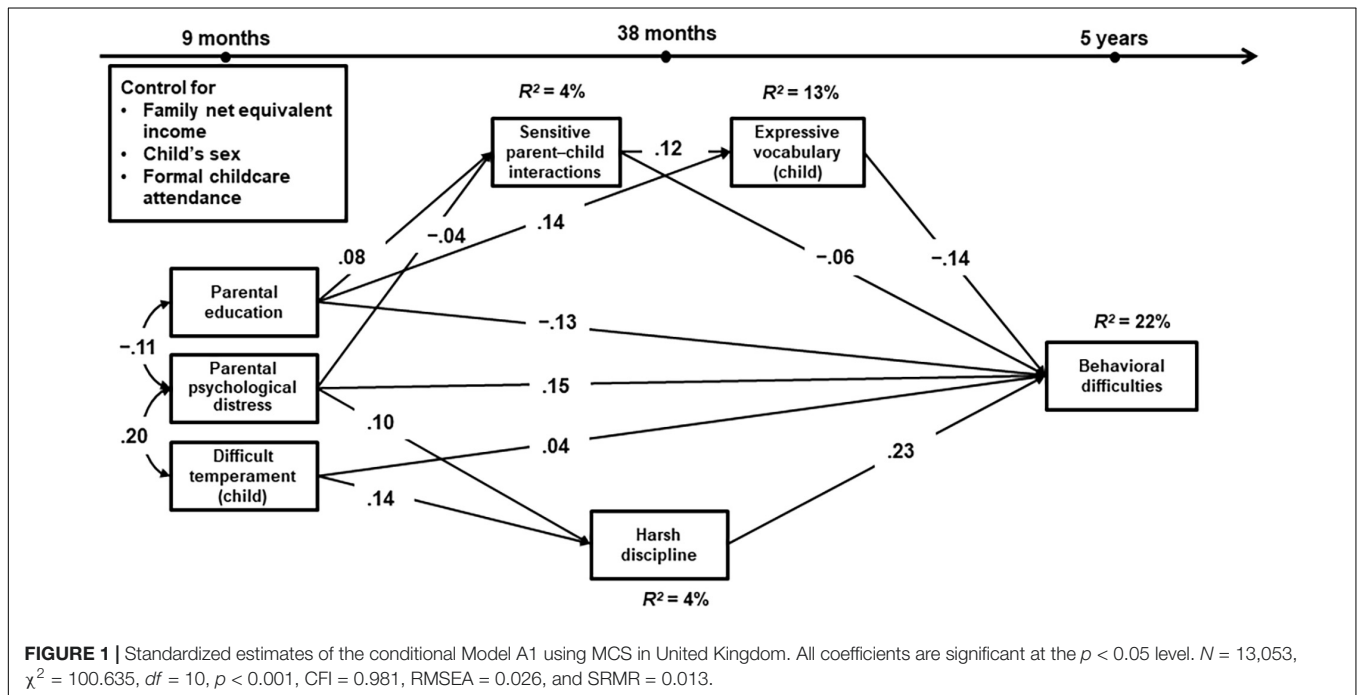 9 months
38 months
5 years
Control for
• Family net equivalent
income
• Child's sex
• Formal childcare
attendance
R² = 4%
R² = 13%
Sensitive
parent–child
interactions
.12
Expressive
vocabulary
(child)
.08
−.04
.14
−.06
−.14
Parental
education
−.11
−.13
R² = 22%
Parental
psychological
distress
.15
Behavioral
difficulties
.20
.10
.04
Difficult
temperament
(child)
.14
.23
Harsh
discipline
R² = 4%
FIGURE 1 | Standardized estimates of the conditional Model A1 using MCS in United Kingdom. All coefficients are significant at the p < 0.05 level. N = 13,053,
χ² = 100.635, df = 10, p < 0.001, CFI = 0.981, RMSEA = 0.026, and SRMR = 0.013.